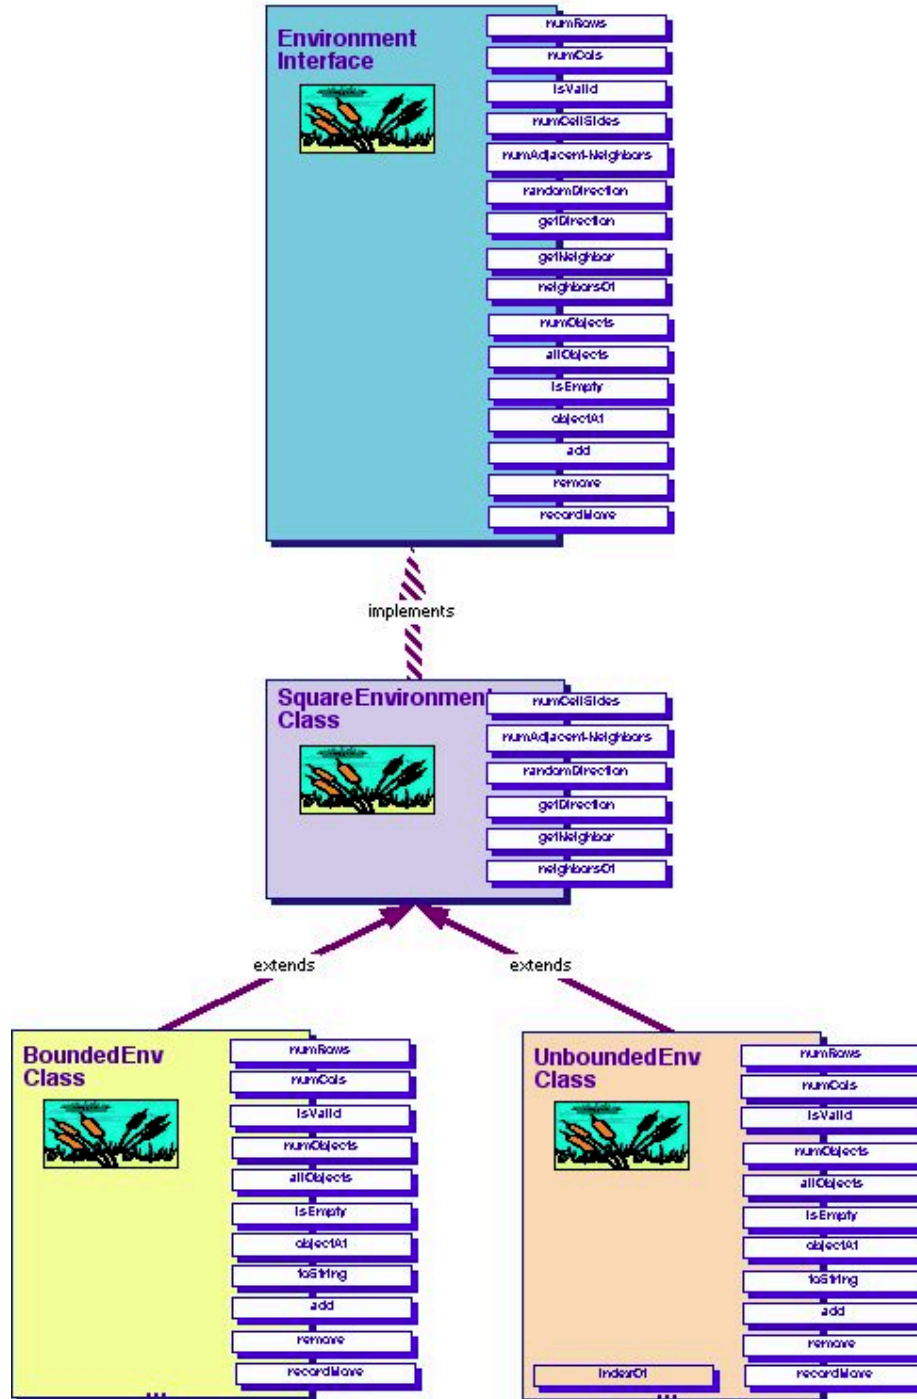 Environment
Interface
numRows
numCols
isValid
numCellSides
numAdjacentNeighbors
randomDirection
getDirection
getNeighbor
neighborsOf
numObjects
allObjects
isEmpty
objectAt
add
remove
recordMove
implements
SquareEnvironment
Class
numCellSides
numAdjacentNeighbors
randomDirection
getDirection
getNeighbor
neighborsOf
extends
extends
BoundedEnv
Class
numRows
numCols
isValid
numObjects
allObjects
isEmpty
objectAt
toString
add
remove
recordMove
...
UnboundedEnv
Class
numRows
numCols
isValid
numObjects
allObjects
isEmpty
objectAt
toString
add
remove
indexOf
recordMove
...